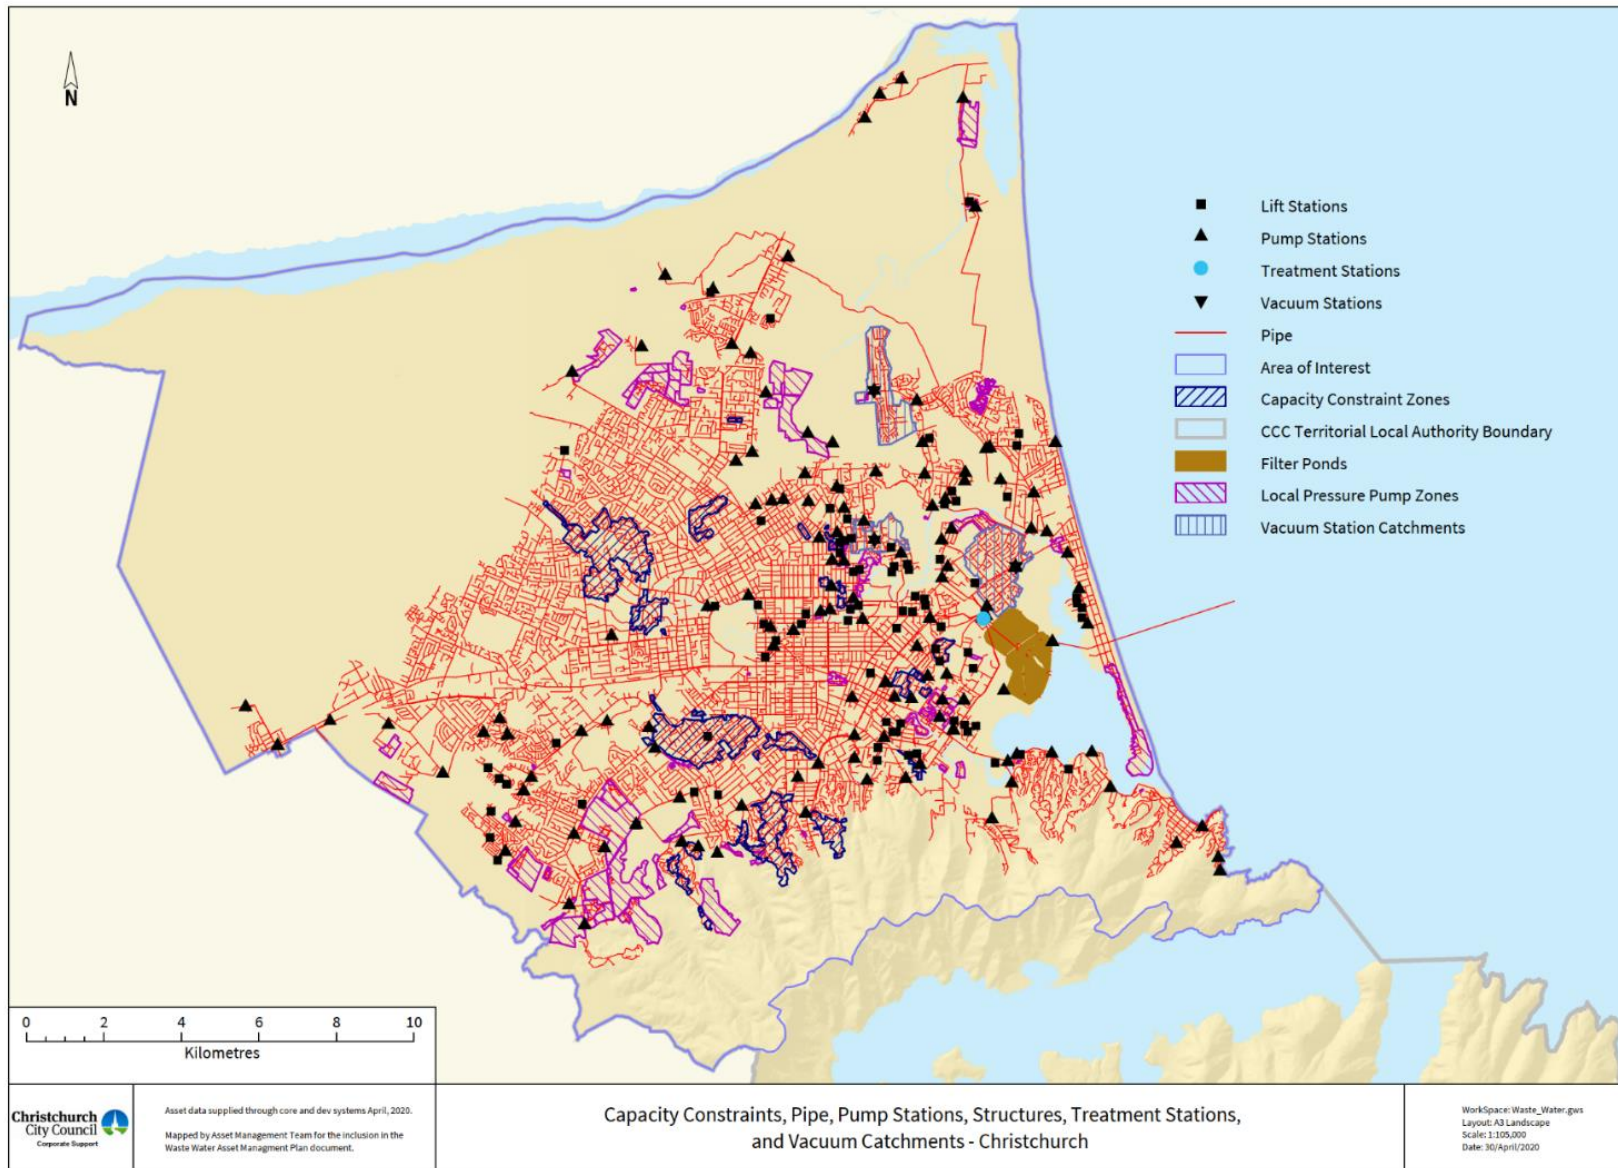 N
Lift Stations
Pump Stations
Treatment Stations
Vacuum Stations
Pipe
Area of Interest
Capacity Constraint Zones
CCC Territorial Local Authority Boundary
Filter Ponds
Local Pressure Pump Zones
Vacuum Station Catchments
0 2 4 6 8 10
Kilometres
Christchurch
City Council
Corporate Support
Asset data supplied through core and dev systems April, 2020.
Mapped by Asset Management Team for the inclusion in the
Waste Water Asset Managment Plan document.
Capacity Constraints, Pipe, Pump Stations, Structures, Treatment Stations,
and Vacuum Catchments - Christchurch
WorkSpace: Waste_Water.gws
Layout: A3 Landscape
Scale: 1:105,000
Date: 30/April/2020